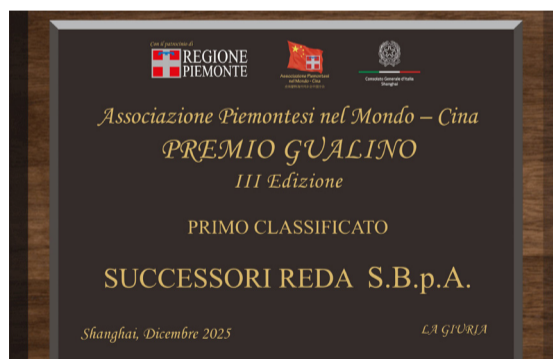 Con il patrocinio di
REGIONE
PIEMONTE
Associazione Piemontesi
nel Mondo - Cina
Consolato Generale d'Italia
Shanghai
Associazione Piemontesi nel Mondo – Cina
PREMIO GUALINO
III Edizione
PRIMO CLASSIFICATO
SUCCESSORI REDA S.B.p.A.
Shanghai, Dicembre 2025
LA GIURIA